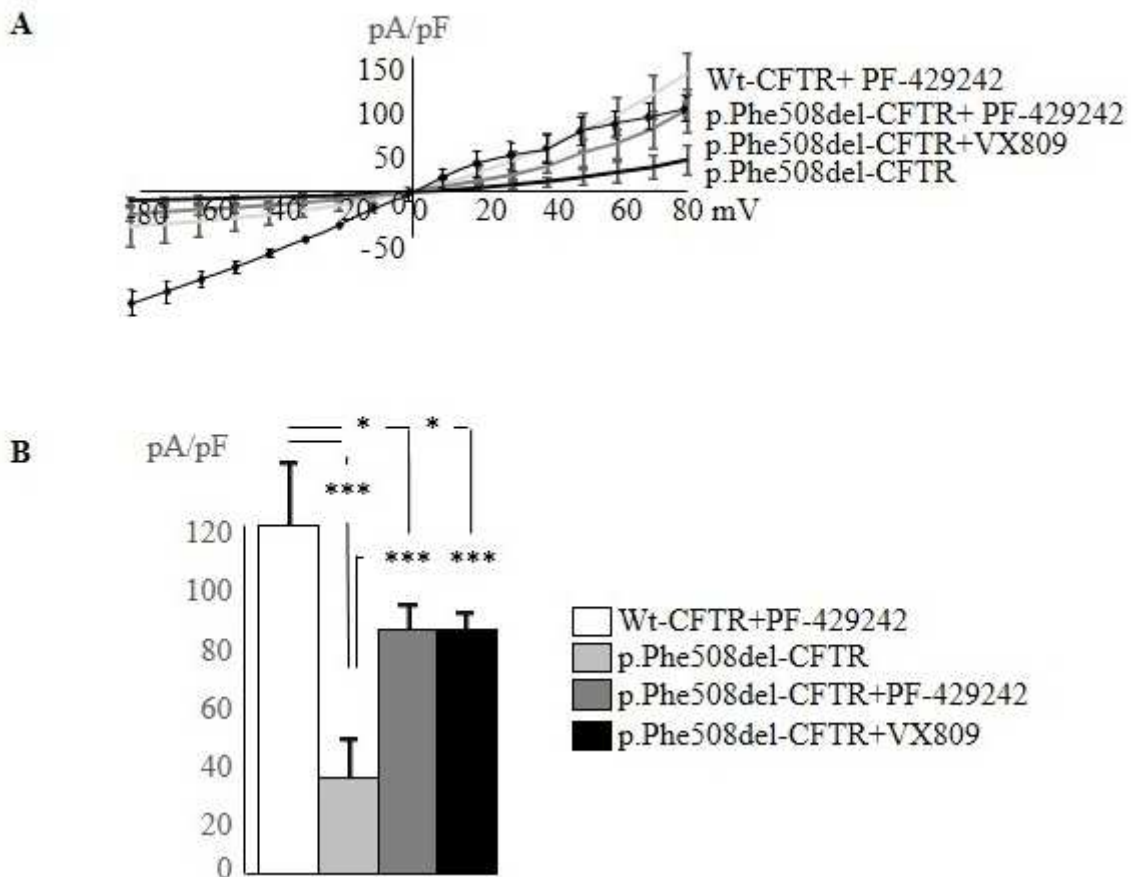 A
pA/pF
150
100
50
0
-50
-80 -60 -40 -20 0 20 40 60 80 mV
Wt-CFTR+ PF-429242
p.Phe508del-CFTR+ PF-429242
p.Phe508del-CFTR+VX809
p.Phe508del-CFTR
B
pA/pF
* *
***
*** ***
120
100
80
60
40
20
0
Wt-CFTR+PF-429242
p.Phe508del-CFTR
p.Phe508del-CFTR+PF-429242
p.Phe508del-CFTR+VX809